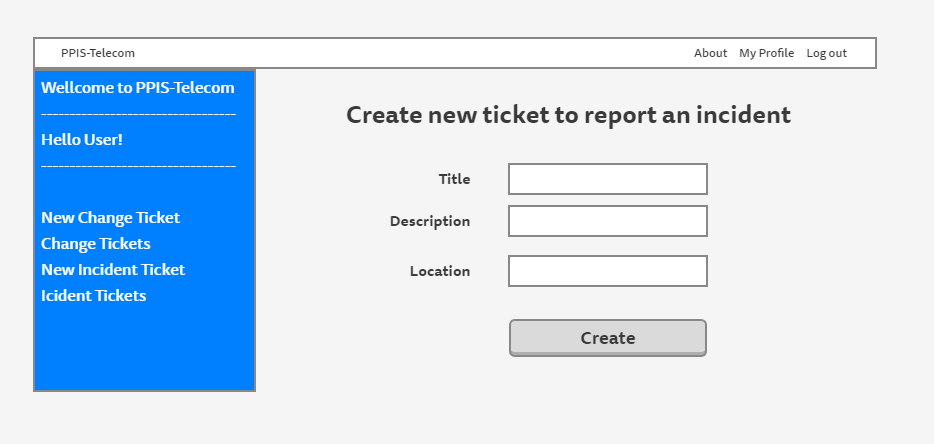 PPIS-Telecom About My Profile Log out
Wellcome to PPIS-Telecom
----------------------------------
Hello User!
----------------------------------
New Change Ticket
Change Tickets
New Incident Ticket
Icident Tickets
Create new ticket to report an incident
Title
Description
Location
Create